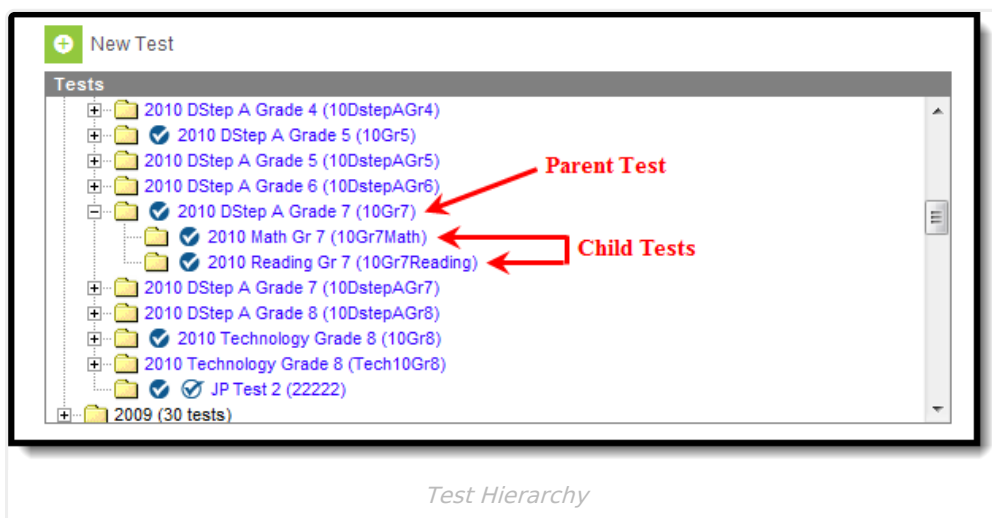 New Test
Tests
2010 DStep A Grade 4 (10DstepAGr4)
2010 DStep A Grade 5 (10Gr5)
2010 DStep A Grade 5 (10DstepAGr5)
2010 DStep A Grade 6 (10DstepAGr6)
2010 DStep A Grade 7 (10Gr7)
Parent Test
2010 Math Gr 7 (10Gr7Math)
2010 Reading Gr 7 (10Gr7Reading)
Child Tests
2010 DStep A Grade 7 (10DstepAGr7)
2010 DStep A Grade 8 (10DstepAGr8)
2010 Technology Grade 8 (10Gr8)
2010 Technology Grade 8 (Tech10Gr8)
JP Test 2 (22222)
2009 (30 tests)
Test Hierarchy